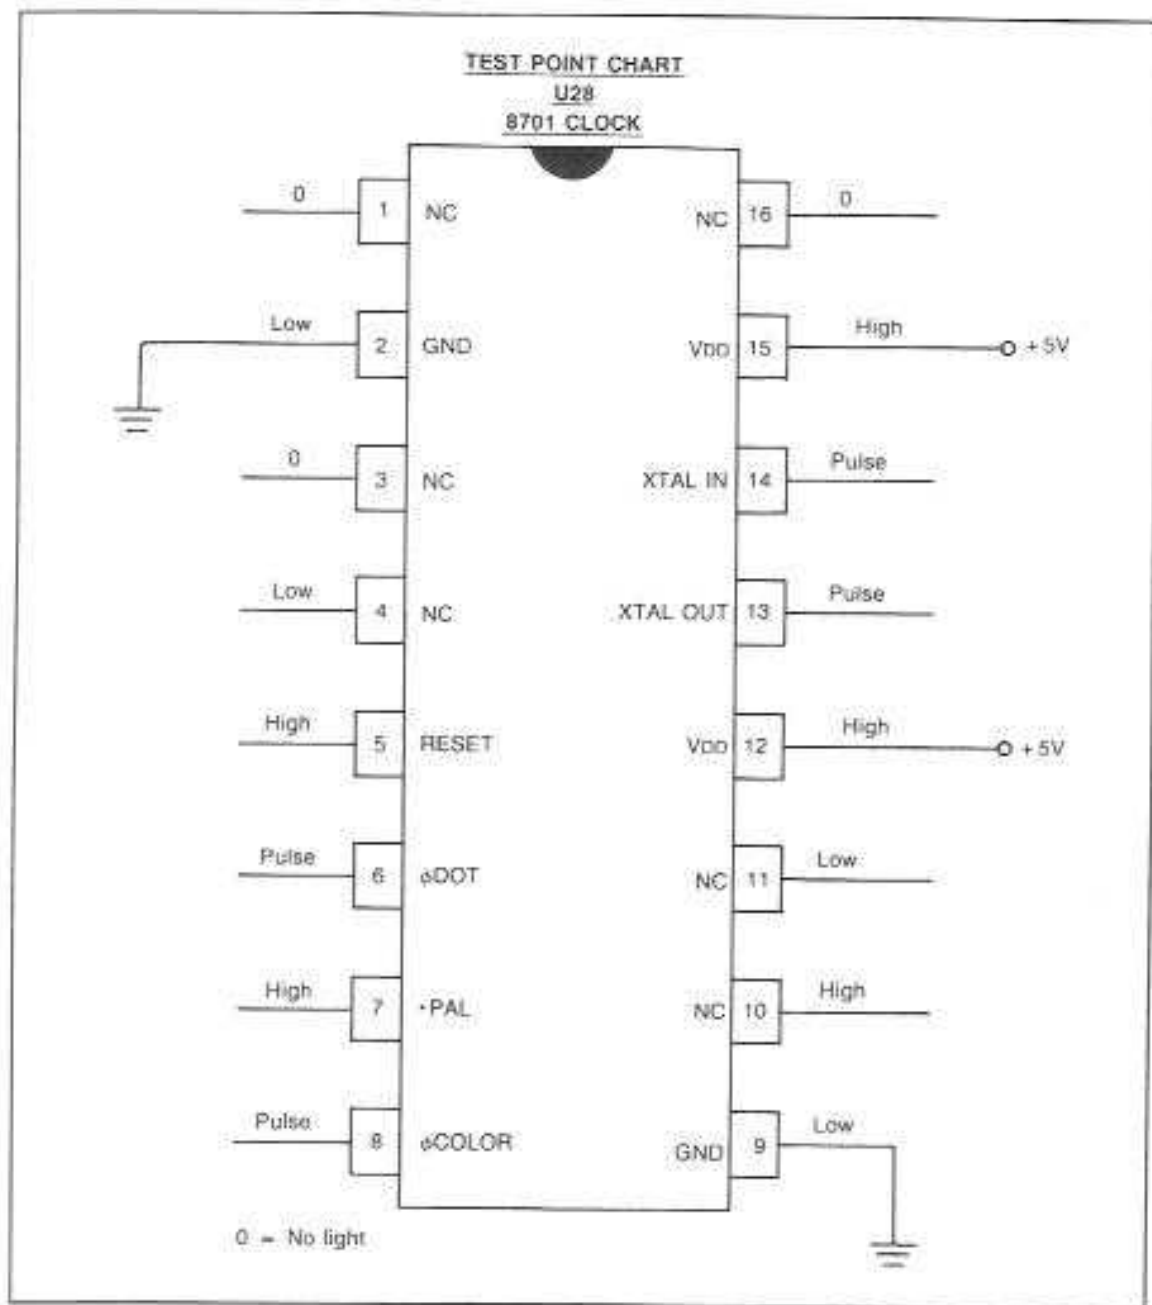 TEST POINT CHART
U28
8701 CLOCK
0 1 NC
NC 16 0
Low 2 GND
VDD 15 High +5V
0 3 NC
XTAL IN 14 Pulse
Low 4 NC
XTAL OUT 13 Pulse
High 5 RESET
VDD 12 High +5V
Pulse 6 φDOT
NC 11 Low
High 7 •PAL
NC 10 High
Pulse 8 φCOLOR
GND 9 Low
0 = No light